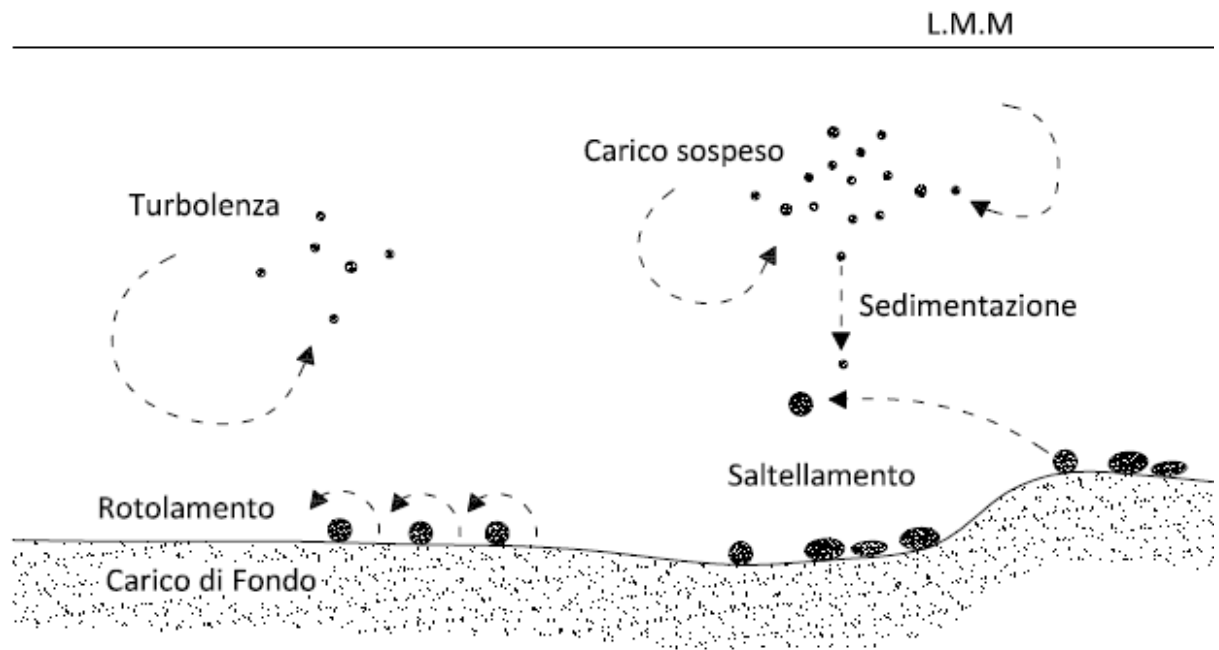 L.M.M
Carico sospeso
Turbolenza
Sedimentazione
Saltellamento
Rotolamento
Carico di Fondo